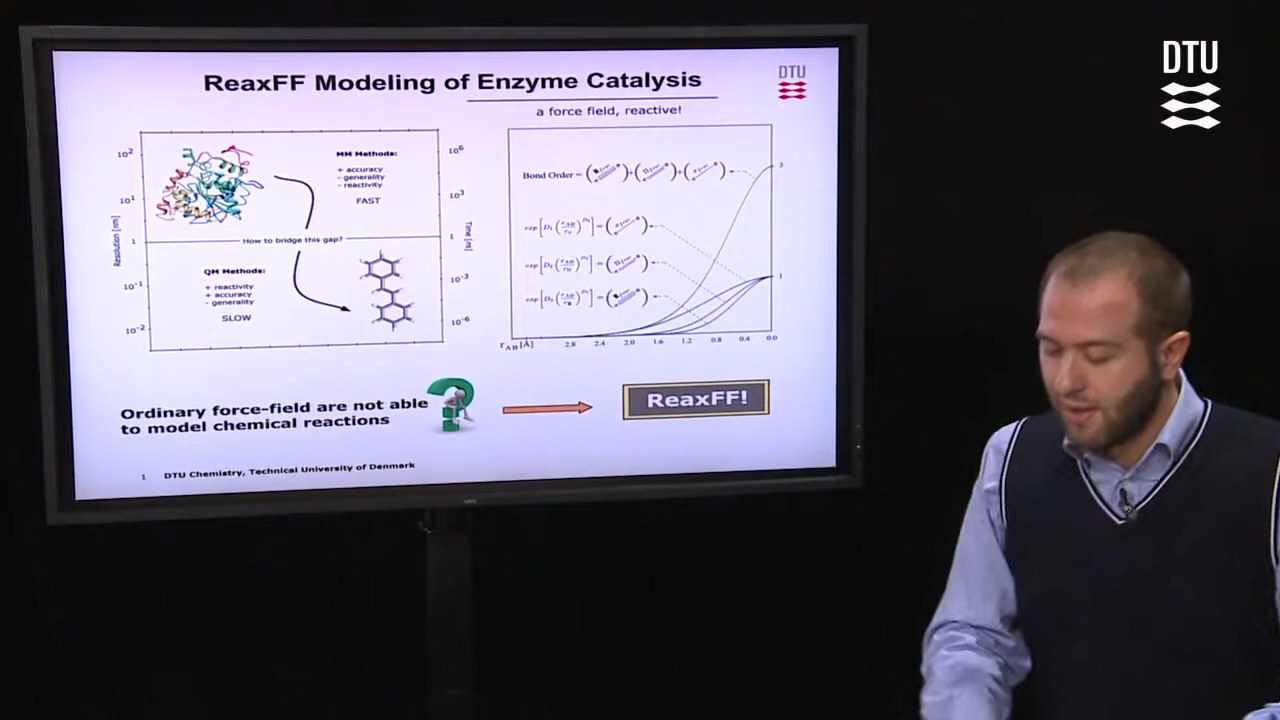 DTU
ReaxFF Modeling of Enzyme Catalysis
DTU
a force field, reactive!
10²
10¹
1
10⁻¹
10⁻²
Resolution [nm]
MM Methods:
+ accuracy
- generality
- reactivity
FAST
How to bridge this gap?
QM Methods:
+ reactivity
+ accuracy
- generality
SLOW
10⁶
10³
1
10⁻³
10⁻⁶
Bond Order =
3
1
r AB [Å]
2.8 2.4 2.0 1.6 1.2 0.8 0.4 0.0
Ordinary force-field are not able
to model chemical reactions
?
ReaxFF!
1 DTU Chemistry, Technical University of Denmark